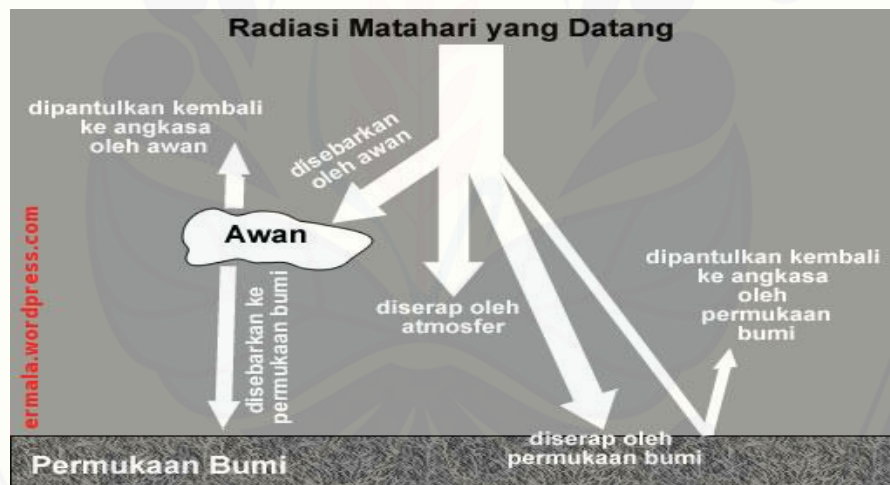 Radiasi Matahari yang Datang
dipantulkan kembali
ke angkasa
oleh awan
disebarkan
oleh awan
Awan
disebarkan ke
permukaan bumi
diserap oleh
atmosfer
dipantulkan kembali
ke angkasa
oleh
permukaan
bumi
diserap oleh
permukaan bumi
Permukaan Bumi
ermala.wordpress.com